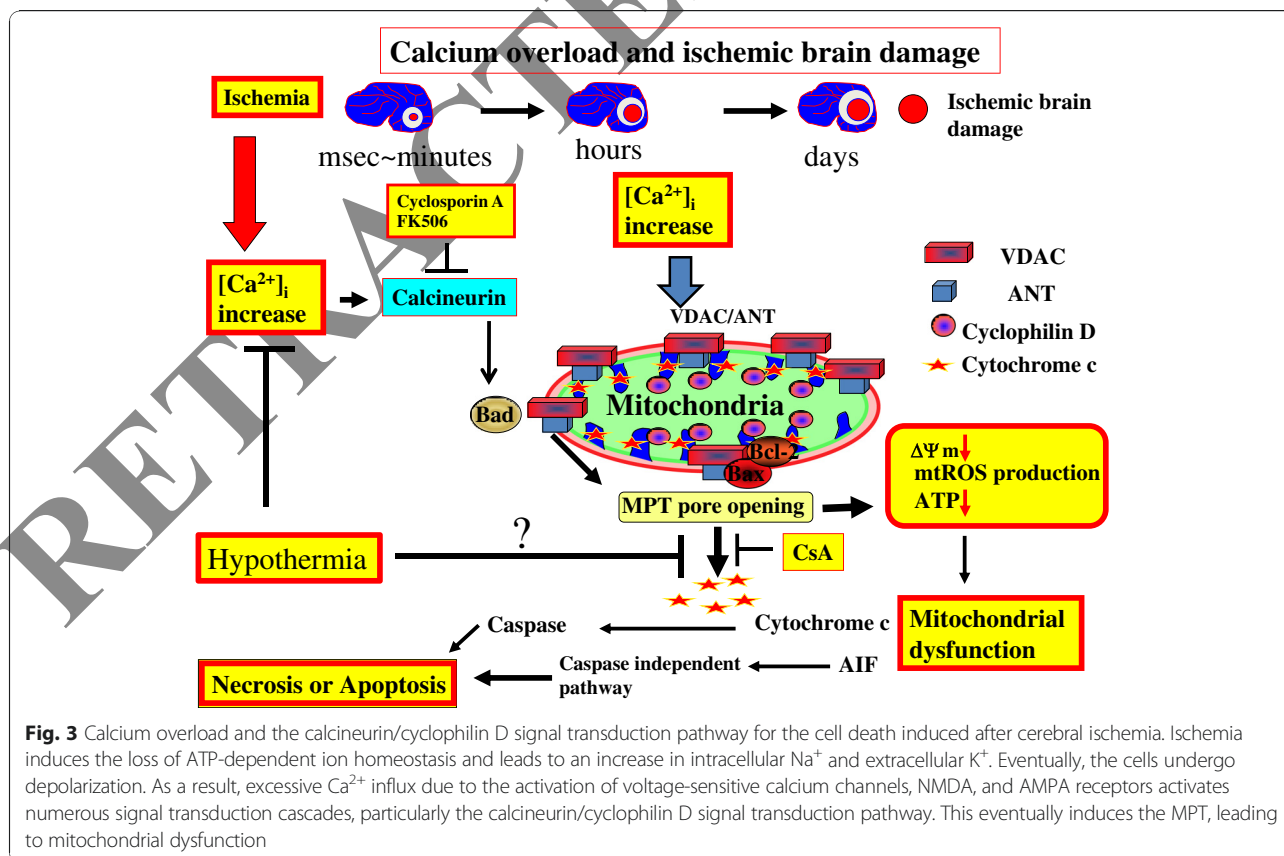 RETRACTE
Calcium overload and ischemic brain damage
Ischemia
msec~minutes
hours
days
Ischemic brain
damage
Cyclosporin A
FK506
[Ca²⁺]ᵢ
increase
[Ca²⁺]ᵢ
increase
Calcineurin
VDAC/ANT
VDAC
ANT
Cyclophilin D
Cytochrome c
Bad
Mitochondria
Bcl-2
Bax
MPT pore opening
ΔΨ m↓
mtROS production
ATP↓
Hypothermia
?
CsA
Caspase
Cytochrome c
Mitochondrial
dysfunction
Necrosis or Apoptosis
Caspase independent
pathway
AIF
Fig. 3 Calcium overload and the calcineurin/cyclophilin D signal transduction pathway for the cell death induced after cerebral ischemia. Ischemia
induces the loss of ATP-dependent ion homeostasis and leads to an increase in intracellular Na⁺ and extracellular K⁺. Eventually, the cells undergo
depolarization. As a result, excessive Ca²⁺ influx due to the activation of voltage-sensitive calcium channels, NMDA, and AMPA receptors activates
numerous signal transduction cascades, particularly the calcineurin/cyclophilin D signal transduction pathway. This eventually induces the MPT, leading
to mitochondrial dysfunction